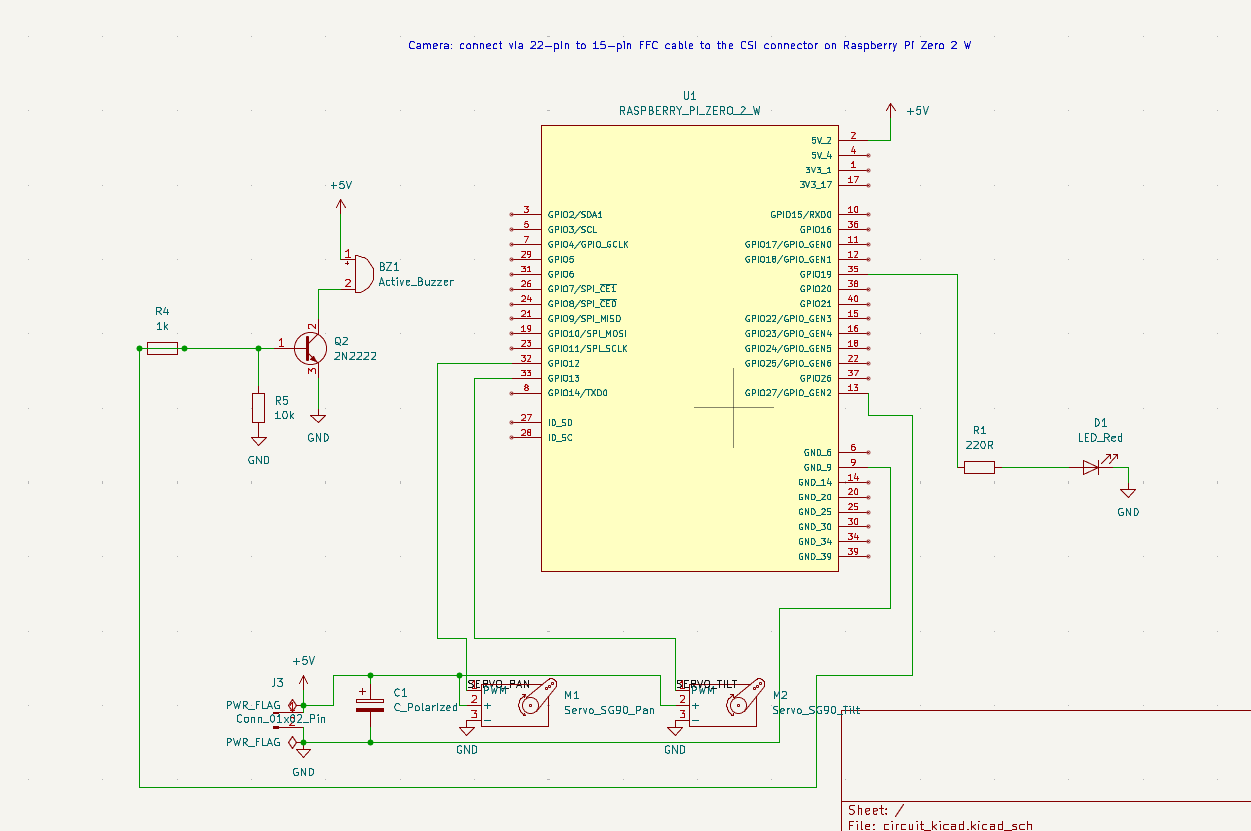 Camera: connect via 22-pin to 15-pin FFC cable to the CSI connector on Raspberry Pi Zero 2 W
U1
RASPBERRY_PI_ZERO_2_W
+5V
5V_2 2
5V_4 4
3V3_1 1
3V3_17 17
3 GPIO2/SDA1
5 GPIO3/SCL
7 GPIO4/GPIO_GCLK
29 GPIO5
31 GPIO6
26 GPIO7/SPI_CE1
24 GPIO8/SPI_CE0
21 GPIO9/SPI_MISO
19 GPIO10/SPI_MOSI
23 GPIO11/SPI_SCLK
32 GPIO12
33 GPIO13
8 GPIO14/TXD0
27 ID_SD
28 ID_SC
GPIO15/RXD0 10
GPIO16 36
GPIO17/GPIO_GEN0 11
GPIO18/GPIO_GEN1 12
GPIO19 35
GPIO20 38
GPIO21 40
GPIO22/GPIO_GEN3 15
GPIO23/GPIO_GEN4 16
GPIO24/GPIO_GEN5 18
GPIO25/GPIO_GEN6 22
GPIO26 37
GPIO27/GPIO_GEN2 13
GND_6 6
GND_9 9
GND_14 14
GND_20 20
GND_25 25
GND_30 30
GND_34 34
GND_39 39
+5V
1
+
2
BZ1
Active_Buzzer
R4
1k
1
2
3
Q2
2N2222
R5
10k
GND
GND
R1
220R
D1
LED_Red
GND
+5V
J3
PWR_FLAG
1
Conn_01x02_Pin
2
PWR_FLAG
GND
+
C1
C_Polarized
SERVO_PAN
1 PWM
2 +
3 -
M1
Servo_SG90_Pan
GND
SERVO_TILT
1 PWM
2 +
3 -
M2
Servo_SG90_Tilt
GND
Sheet: /
File: circuit_kicad.kicad_sch